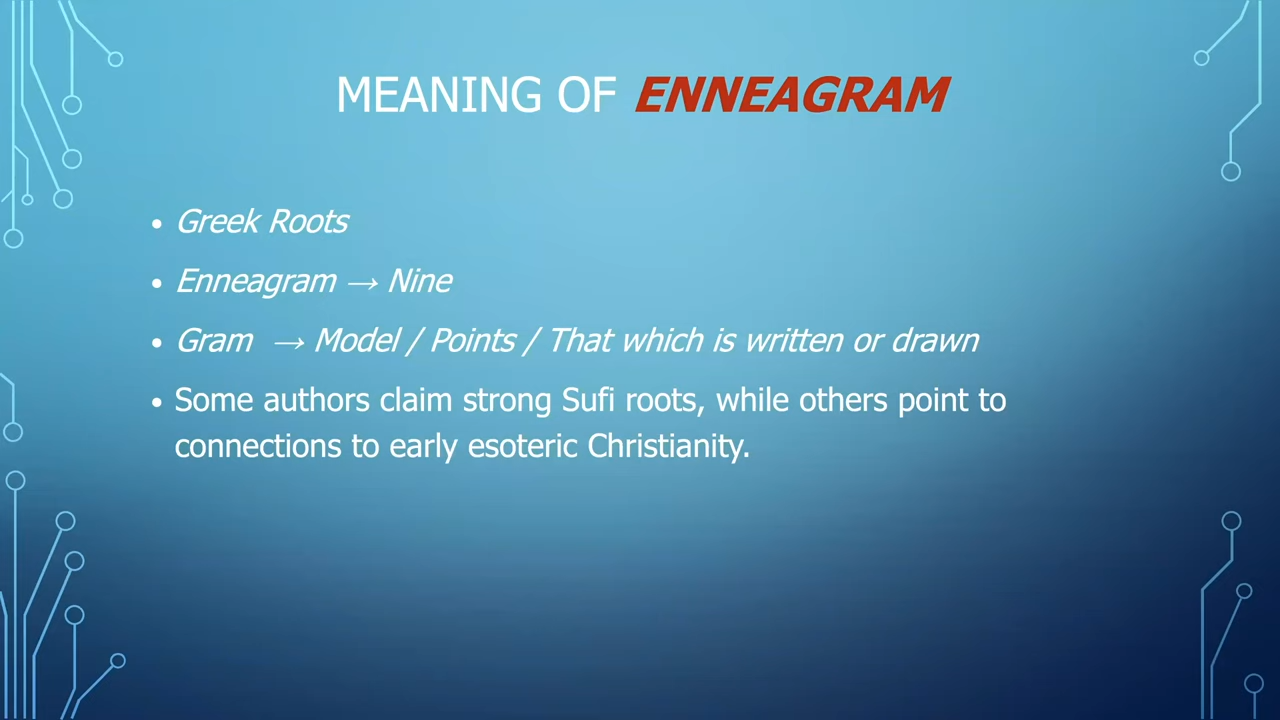 MEANING OF ENNEAGRAM
• Greek Roots
• Enneagram → Nine
• Gram → Model / Points / That which is written or drawn
• Some authors claim strong Sufi roots, while others point to
connections to early esoteric Christianity.